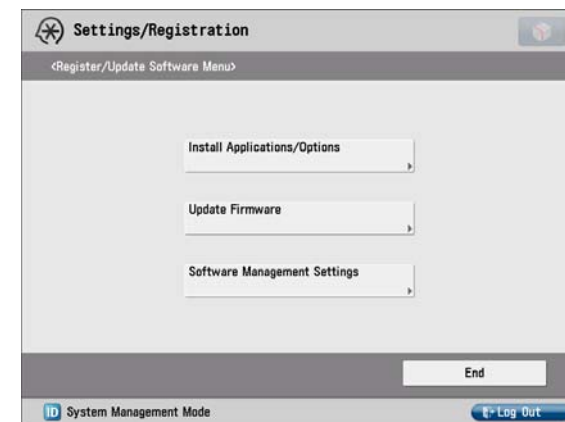 Settings/Registration
<Register/Update Software Menu>
Install Applications/Options
Update Firmware
Software Management Settings
End
ID System Management Mode
Log Out